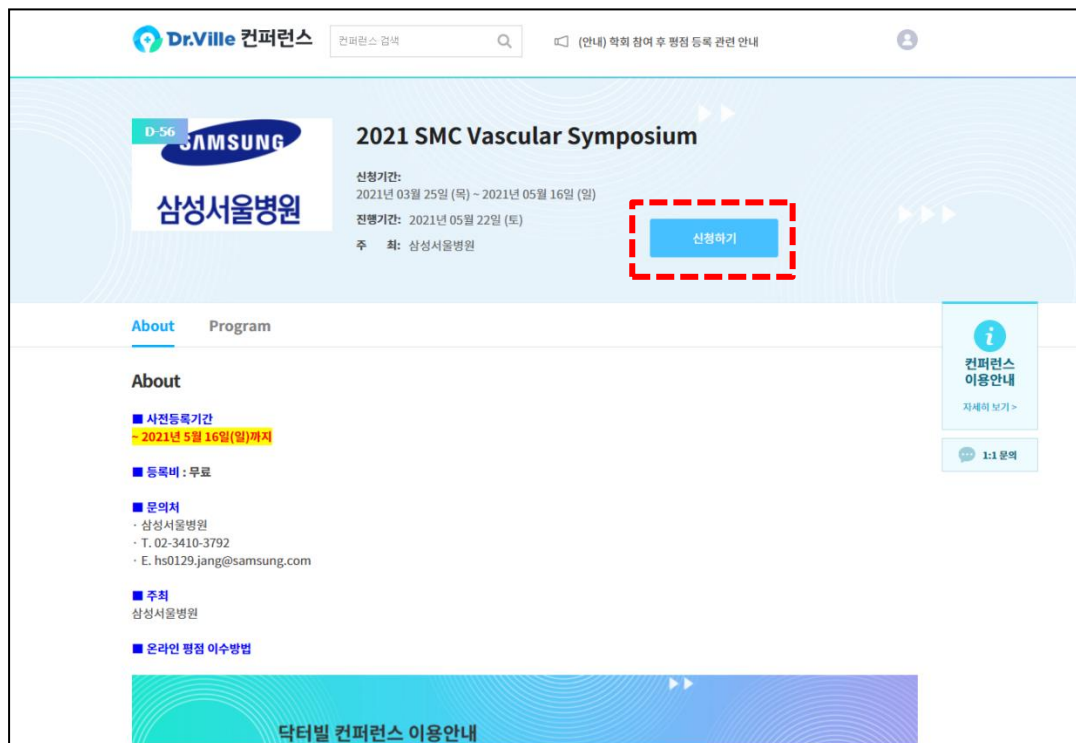 Dr.Ville 컨퍼런스
컨퍼런스 검색
(안내) 학회 참여 후 평점 등록 관련 안내
D-56
SAMSUNG
삼성서울병원
2021 SMC Vascular Symposium
신청기간:
2021년 03월 25일 (목) ~ 2021년 05월 16일 (일)
진행기간: 2021년 05월 22일 (토)
주 최: 삼성서울병원
신청하기
About Program
i
컨퍼런스
이용안내
자세히 보기 >
1:1 문의
About
■ 사전등록기간
~ 2021년 5월 16일(일)까지
■ 등록비 : 무료
■ 문의처
· 삼성서울병원
· T. 02-3410-3792
· E. hs0129.jang@samsung.com
■ 주최
삼성서울병원
■ 온라인 평점 이수방법
닥터빌 컨퍼런스 이용안내